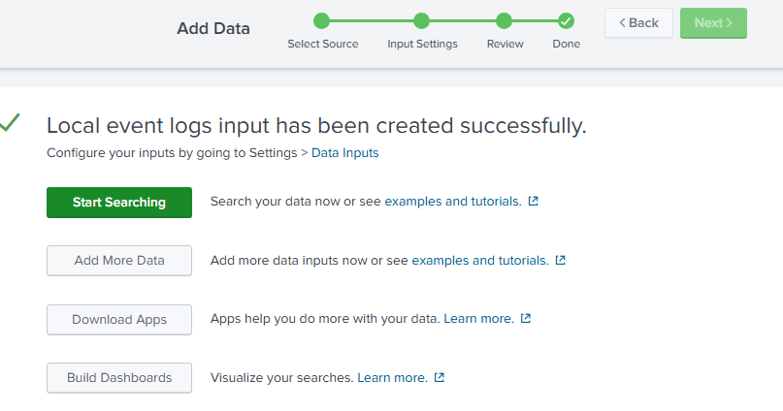 Add Data
Select Source
Input Settings
Review
Done
< Back
Next >
Local event logs input has been created successfully.
Configure your inputs by going to Settings > Data Inputs
Start Searching
Search your data now or see examples and tutorials.
Add More Data
Add more data inputs now or see examples and tutorials.
Download Apps
Apps help you do more with your data. Learn more.
Build Dashboards
Visualize your searches. Learn more.